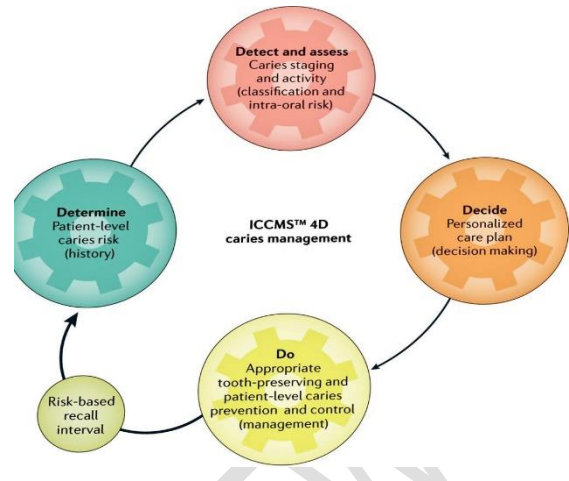 Detect and assess
Caries staging
and activity
(classification and
intra-oral risk)
Decide
Personalized
care plan
(decision making)
Do
Appropriate
tooth-preserving and
patient-level caries
prevention and control
(management)
Risk-based
recall
interval
Determine
Patient-level
caries risk
(history)
ICCMS™ 4D
caries management